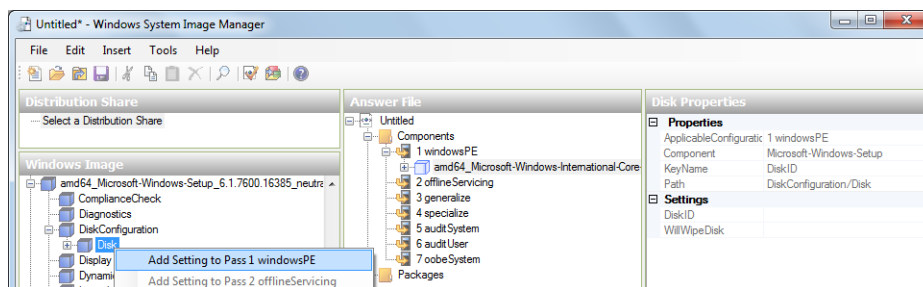 Untitled* - Windows System Image Manager
File Edit Insert Tools Help
Distribution Share
Select a Distribution Share
Windows Image
amd64_Microsoft-Windows-Setup_6.1.7600.16385_neutra
ComplianceCheck
Diagnostics
DiskConfiguration
Disk
Display
Dynami
Add Setting to Pass 1 windowsPE
Add Setting to Pass 2 offlineServicing
Answer File
Untitled
Components
1 windowsPE
amd64_Microsoft-Windows-International-Core-
2 offlineServicing
3 generalize
4 specialize
5 auditSystem
6 auditUser
7 oobeSystem
Packages
Disk Properties
Properties
ApplicableConfiguratic 1 windowsPE
Component Microsoft-Windows-Setup
KeyName DiskID
Path DiskConfiguration/Disk
Settings
DiskID
WillWipeDisk